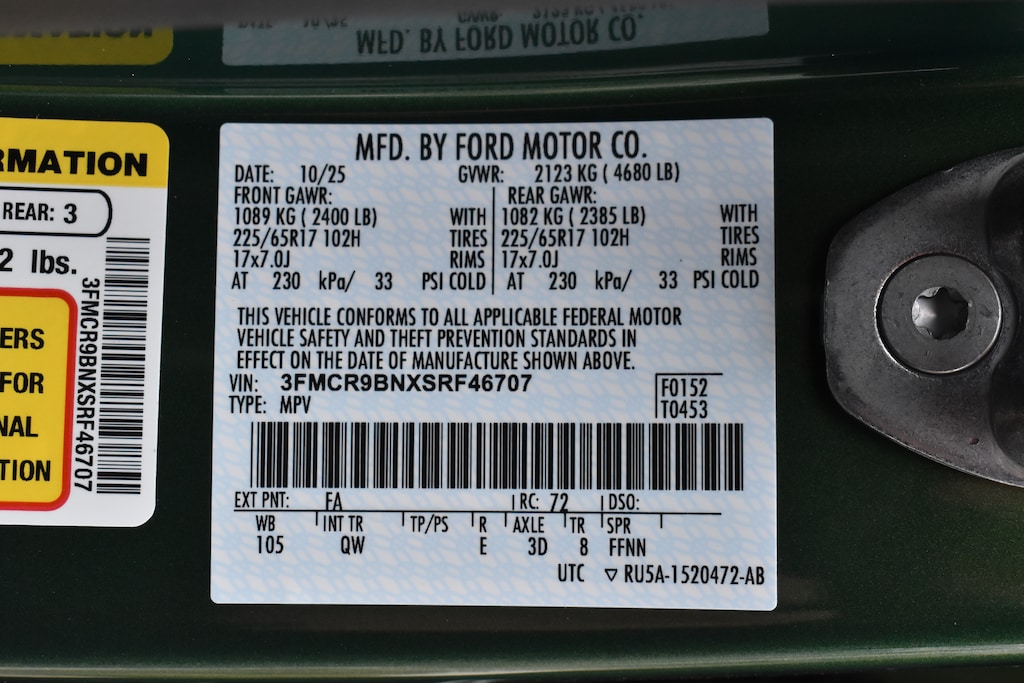 MFD. BY FORD MOTOR CO.
RMATION
REAR: 3
2 lbs.
3FMCR9BNXSRF46707
ERS
FOR
NAL
TION
MFD. BY FORD MOTOR CO.
DATE: 10/25 GVWR: 2123 KG ( 4680 LB)
FRONT GAWR: REAR GAWR:
1089 KG ( 2400 LB) WITH 1082 KG ( 2385 LB) WITH
225/65R17 102H TIRES 225/65R17 102H TIRES
17x7.0J RIMS 17x7.0J RIMS
AT 230 kPa/ 33 PSI COLD AT 230 kPa/ 33 PSI COLD
THIS VEHICLE CONFORMS TO ALL APPLICABLE FEDERAL MOTOR
VEHICLE SAFETY AND THEFT PREVENTION STANDARDS IN
EFFECT ON THE DATE OF MANUFACTURE SHOWN ABOVE.
VIN: 3FMCR9BNXSRF46707 F0152
TYPE: MPV T0453
EXT PNT: FA RC: 72 DSO:
WB INT TR TP/PS R AXLE TR SPR
105 QW E 3D 8 FFNN
UTC ▽ RU5A-1520472-AB